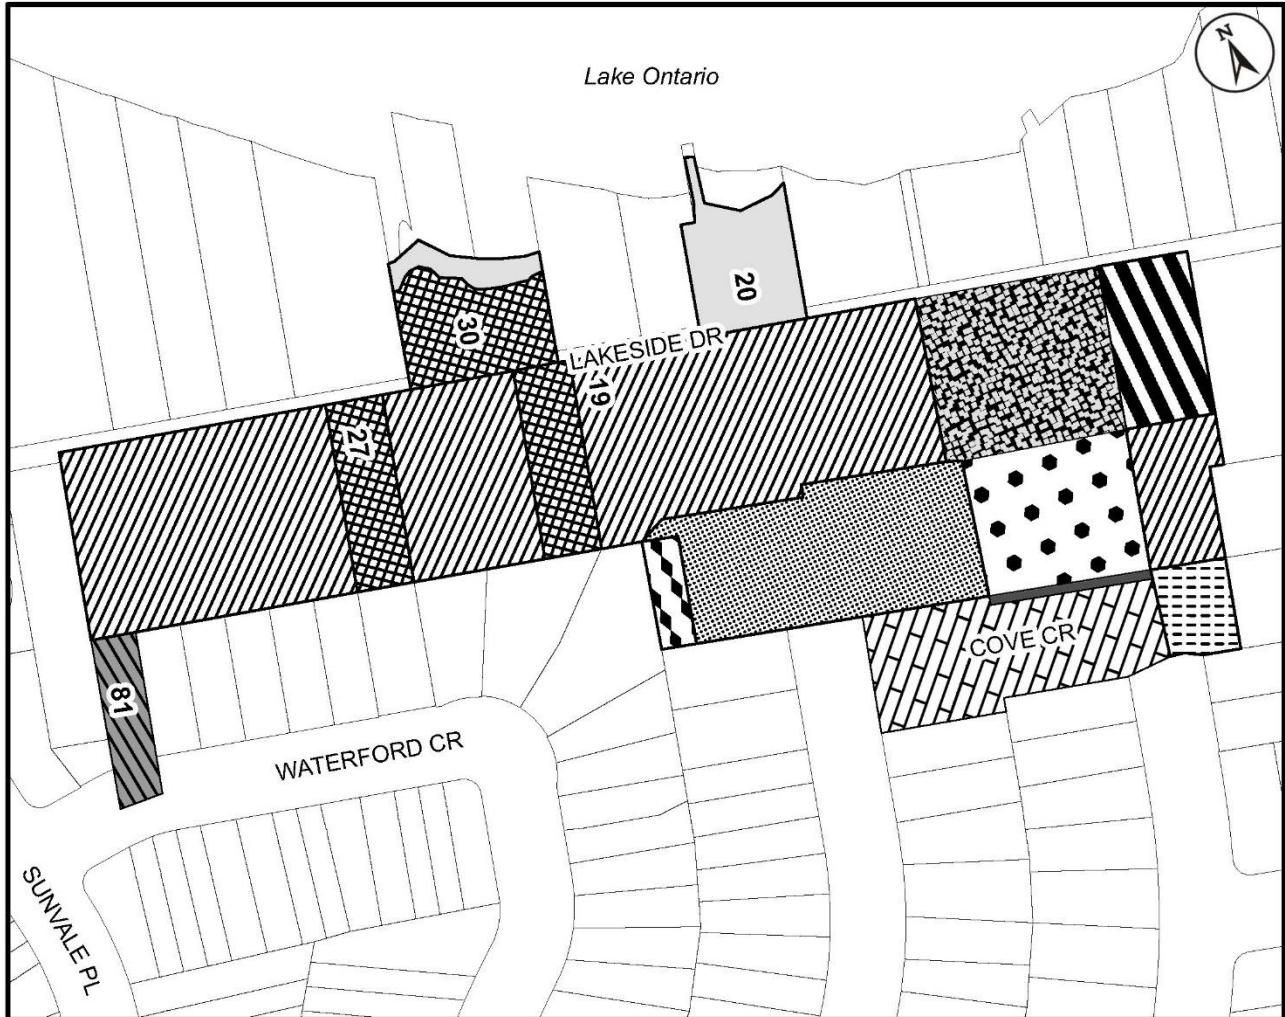 N
Lake Ontario
20
30
LAKESIDE DR
19
27
COVE CR
81
WATERFORD CR
SUNVALE PL